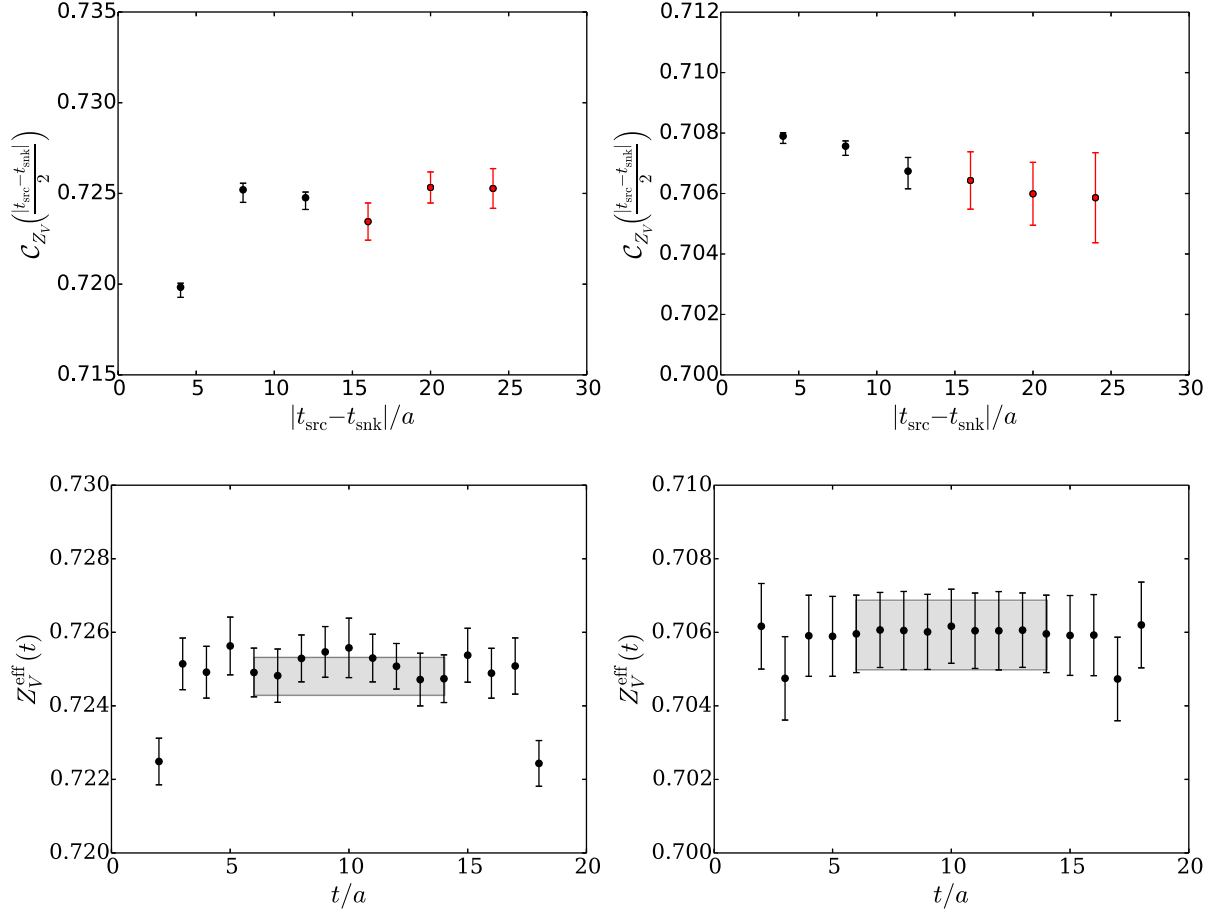 0.735
0.730
0.725
0.720
0.715
0 5 10 15 20 25 30
|t_src−t_snk|/a
C_{Z_V}(|t_src−t_snk|/2)
0.712
0.710
0.708
0.706
0.704
0.702
0.700
0 5 10 15 20 25 30
|t_src−t_snk|/a
C_{Z_V}(|t_src−t_snk|/2)
0.730
0.728
0.726
0.724
0.722
0.720
0 5 10 15 20
t/a
Z_V^eff(t)
0.710
0.708
0.706
0.704
0.702
0.700
0 5 10 15 20
t/a
Z_V^eff(t)